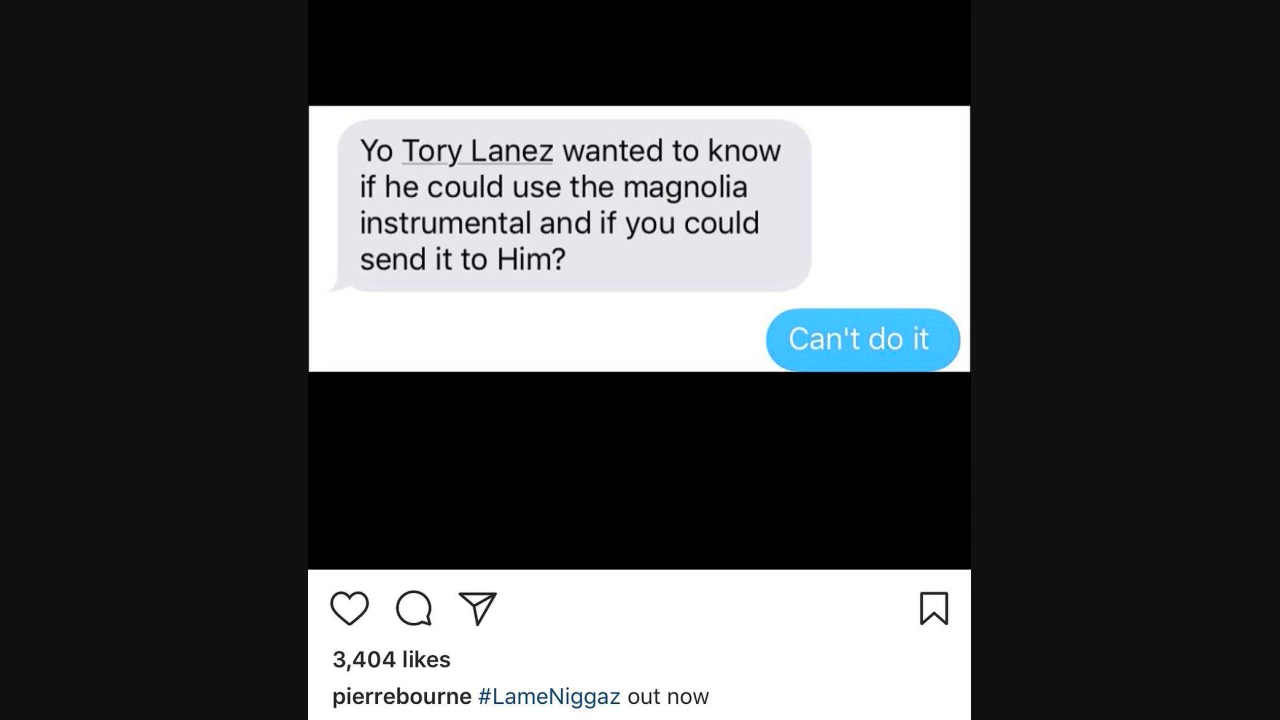 Yo Tory Lanez wanted to know
if he could use the magnolia
instrumental and if you could
send it to Him?
Can't do it
3,404 likes
pierrebourne #LameNiggaz out now